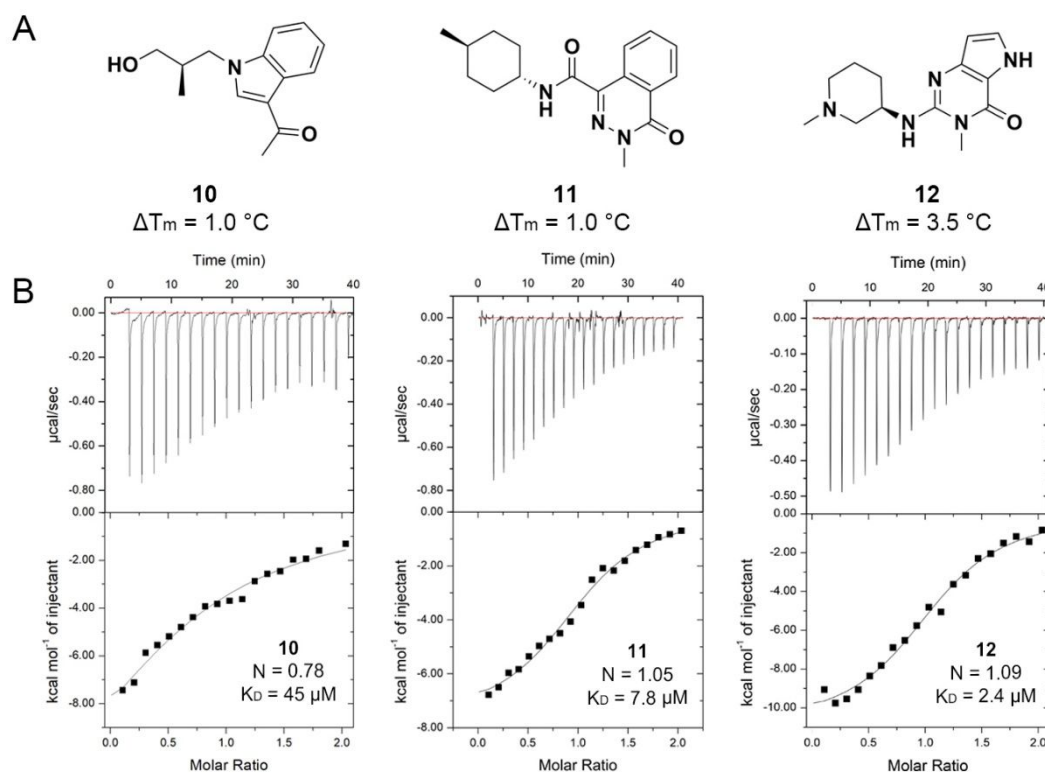 A
HO
N
O
10
ΔTm = 1.0 °C
O
N
H
N
N
O
11
ΔTm = 1.0 °C
N
N
H
N
N
H
N
O
12
ΔTm = 3.5 °C
B
Time (min)
0 10 20 30 40
0.00
-0.20
-0.40
-0.60
-0.80
µcal/sec
0.00
-2.00
-4.00
-6.00
-8.00
kcal mol⁻¹ of injectant
10
N = 0.78
KD = 45 µM
0.0 0.5 1.0 1.5 2.0
Molar Ratio
Time (min)
0 10 20 30 40
0.00
-0.20
-0.40
-0.60
-0.80
µcal/sec
0.00
-2.00
-4.00
-6.00
-8.00
kcal mol⁻¹ of injectant
11
N = 1.05
KD = 7.8 µM
0.0 0.5 1.0 1.5 2.0
Molar Ratio
Time (min)
0 10 20 30 40
0.00
-0.10
-0.20
-0.30
-0.40
-0.50
µcal/sec
0.00
-2.00
-4.00
-6.00
-8.00
-10.00
kcal mol⁻¹ of injectant
12
N = 1.09
KD = 2.4 µM
0.0 0.5 1.0 1.5 2.0
Molar Ratio